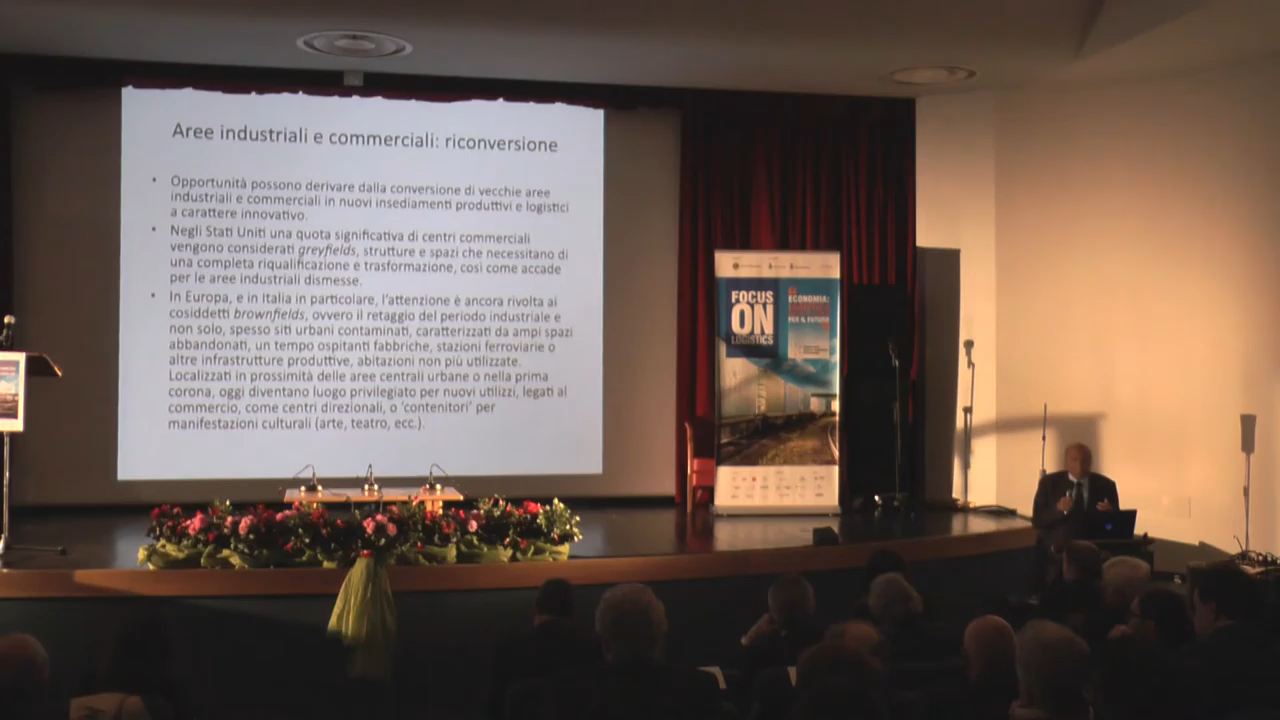 Aree industriali e commerciali: riconversione
• Opportunità possono derivare dalla conversione di vecchie aree
industriali e commerciali in nuovi insediamenti produttivi e logistici
a carattere innovativo.
• Negli Stati Uniti una quota significativa di centri commerciali
vengono considerati greyfields, strutture e spazi che necessitano di
una completa riqualificazione e trasformazione, così come accade
per le aree industriali dismesse.
• In Europa, e in Italia in particolare, l'attenzione è ancora rivolta ai
cosiddetti brownfields, ovvero il retaggio del periodo industriale e
non solo, spesso siti urbani contaminati, caratterizzati da ampi spazi
abbandonati, un tempo ospitanti fabbriche, stazioni ferroviarie o
altre infrastrutture produttive, abitazioni non più utilizzate.
Localizzati in prossimità delle aree centrali urbane o nella prima
corona, oggi diventano luogo privilegiato per nuovi utilizzi, legati al
commercio, come centri direzionali, o 'contenitori' per
manifestazioni culturali (arte, teatro, ecc.).
FOCUS
ON
LOGISTICS
ECONOMIA:
LOGISTICA
PER IL FUTURO